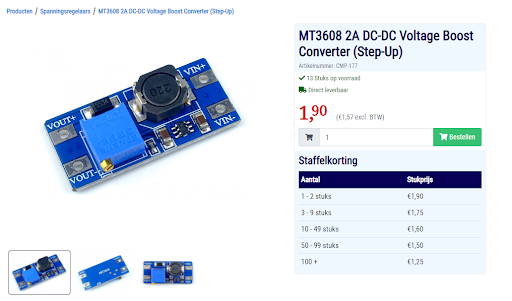 Producten / Spanningsregelaars / MT3608 2A DC-DC Voltage Boost Converter (Step-Up)
MT3608 2A DC-DC Voltage Boost
Converter (Step-Up)
Artikelnummer: CMP-177
13 Stuks op voorraad
Direct leverbaar
1,90 (€1,57 excl. BTW)
1 Bestellen
Staffelkorting
Aantal Stukprijs
1 - 2 stuks €1,90
3 - 9 stuks €1,75
10 - 49 stuks €1,60
50 - 99 stuks €1,50
100 + €1,25
VIN+
220
VOUT+
VIN-
VOUT-
MT3608